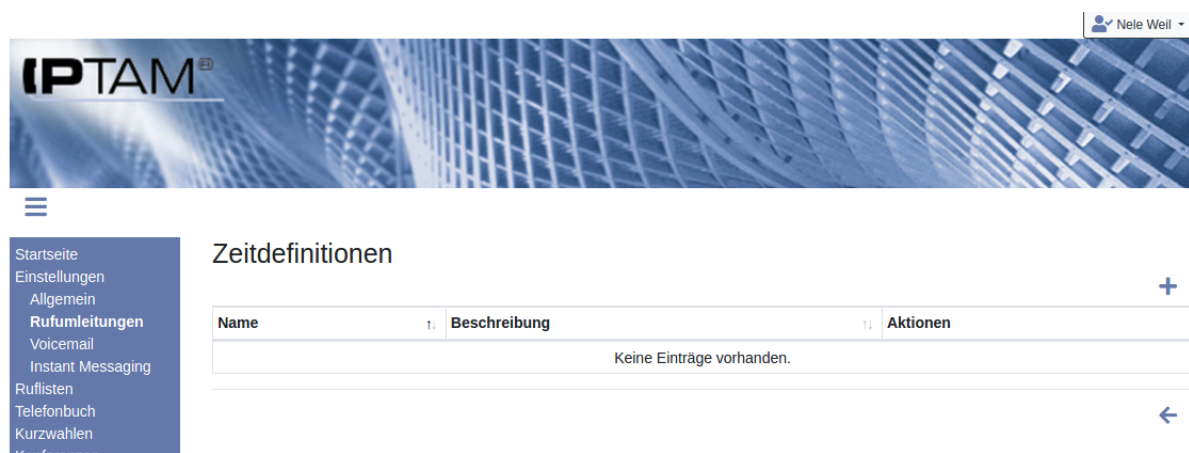 Nele Weil
IPTAM®
Startseite
Einstellungen
Allgemein
Rufumleitungen
Voicemail
Instant Messaging
Ruflisten
Telefonbuch
Kurzwahlen
Zeitdefinitionen
Name Beschreibung Aktionen
Keine Einträge vorhanden.